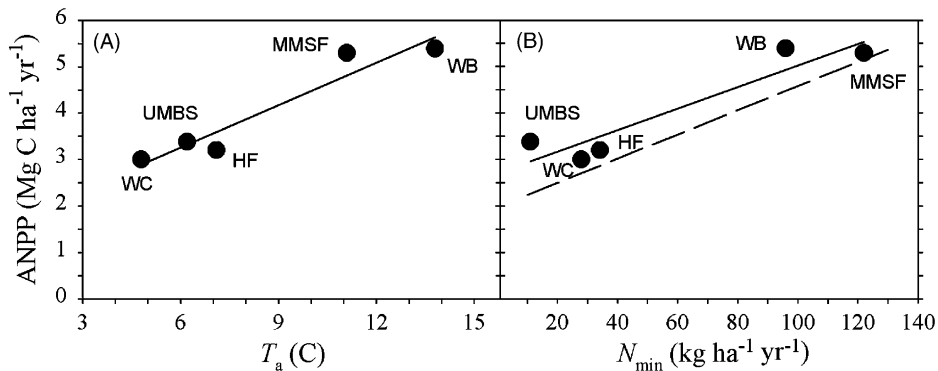 ANPP (Mg C ha-1 yr-1)
6
5
4
3
2
1
0
(A)
MMSF
WB
UMBS
HF
WC
3
6
9
12
15
Ta (C)
(B)
WB
MMSF
UMBS
HF
WC
20
40
60
80
100
120
140
Nmin (kg ha-1 yr-1)